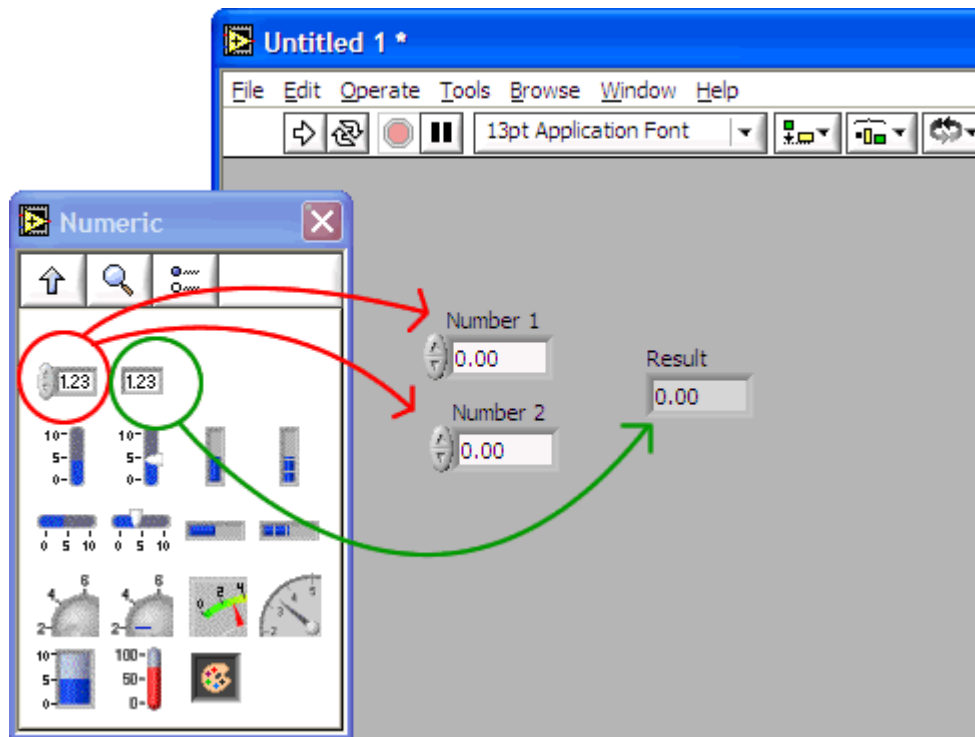 Untitled 1 *
File Edit Operate Tools Browse Window Help
13pt Application Font
Numeric
Number 1
0.00
Result
0.00
Number 2
0.00
1.23 1.23
10- 10-
5- 5-
0- 0-
0 5 10 0 5 10
2 4 6 2 4 6 0 2 4 2 3 4 5
10- 100-
5- 50-
0- 0-